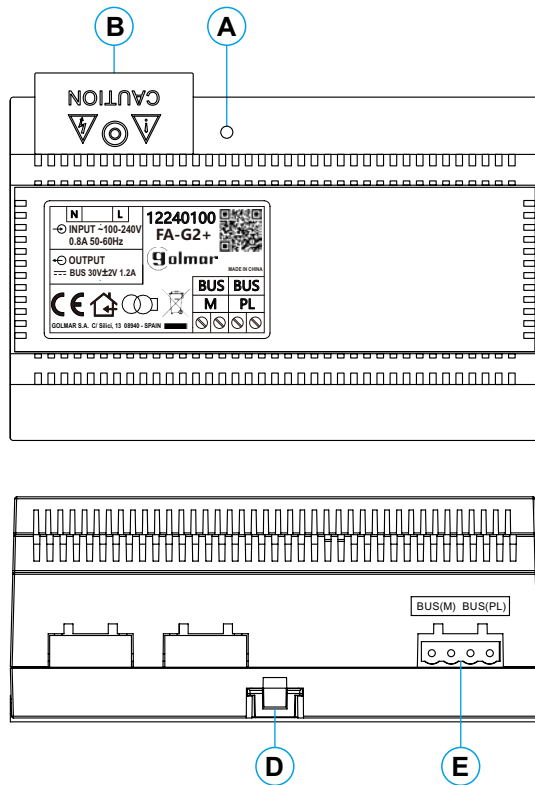 B A
CAUTION
N L
INPUT ~100-240V
0.8A 50-60Hz
OUTPUT
BUS 30V±2V 1.2A
12240100
FA-G2+
golmar
MADE IN CHINA
BUS BUS
M PL
CE
GOLMAR S.A. C/ Silici, 13 08940 - SPAIN
BUS(M) BUS(PL)
D E